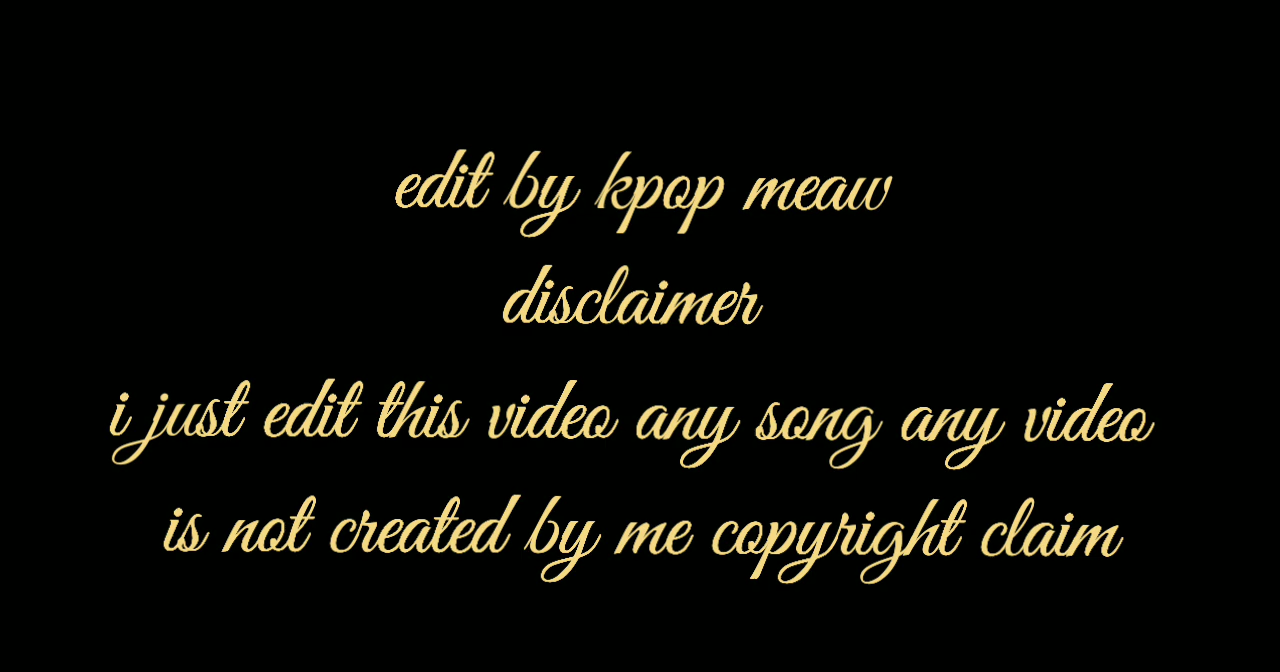 edit by kpop meaw
disclaimer
i just edit this video any song any video
is not created by me copyright claim